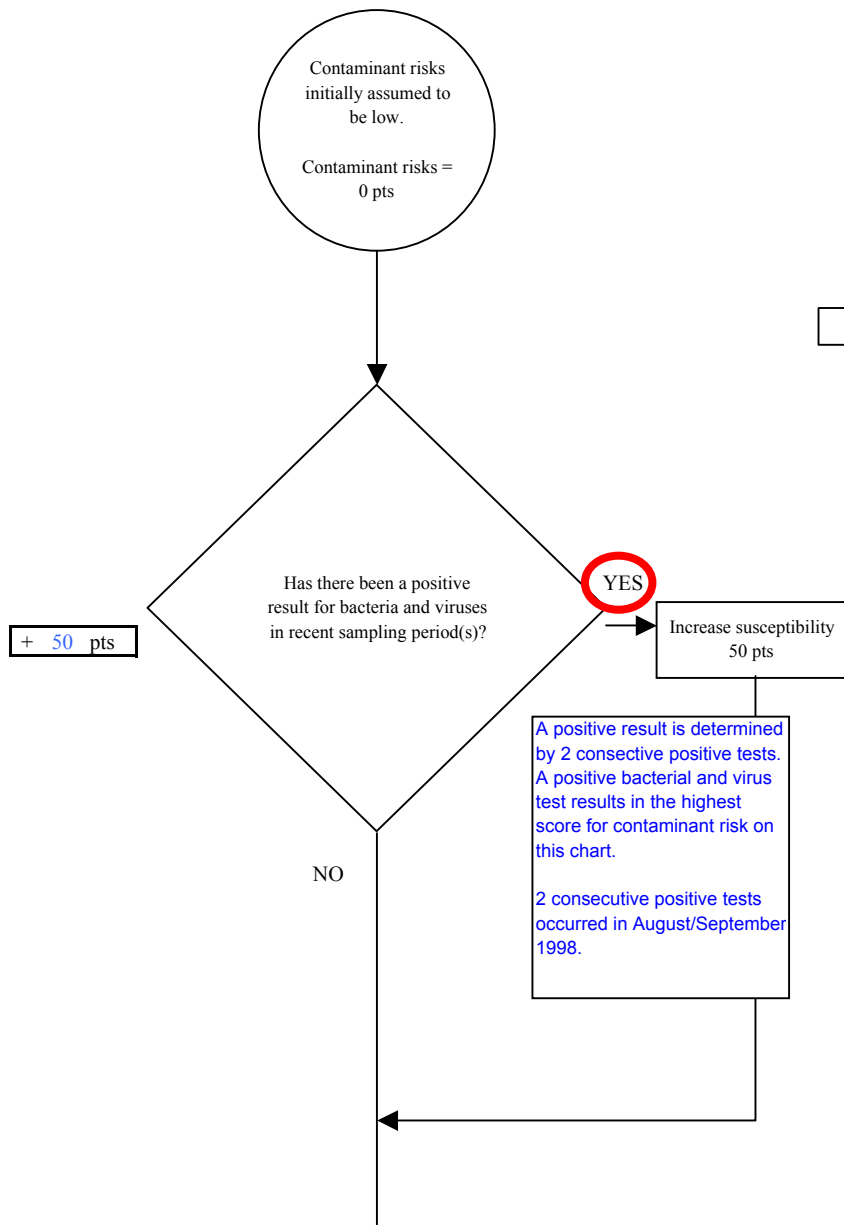 Contaminant risks
initially assumed to
be low.
Contaminant risks =
0 pts
Has there been a positive
result for bacteria and viruses
in recent sampling period(s)?
YES
+ 50 pts
Increase susceptibility
50 pts
A positive result is determined
by 2 consective positive tests.
A positive bacterial and virus
test results in the highest
score for contaminant risk on
this chart.
2 consecutive positive tests
occurred in August/September
1998.
NO